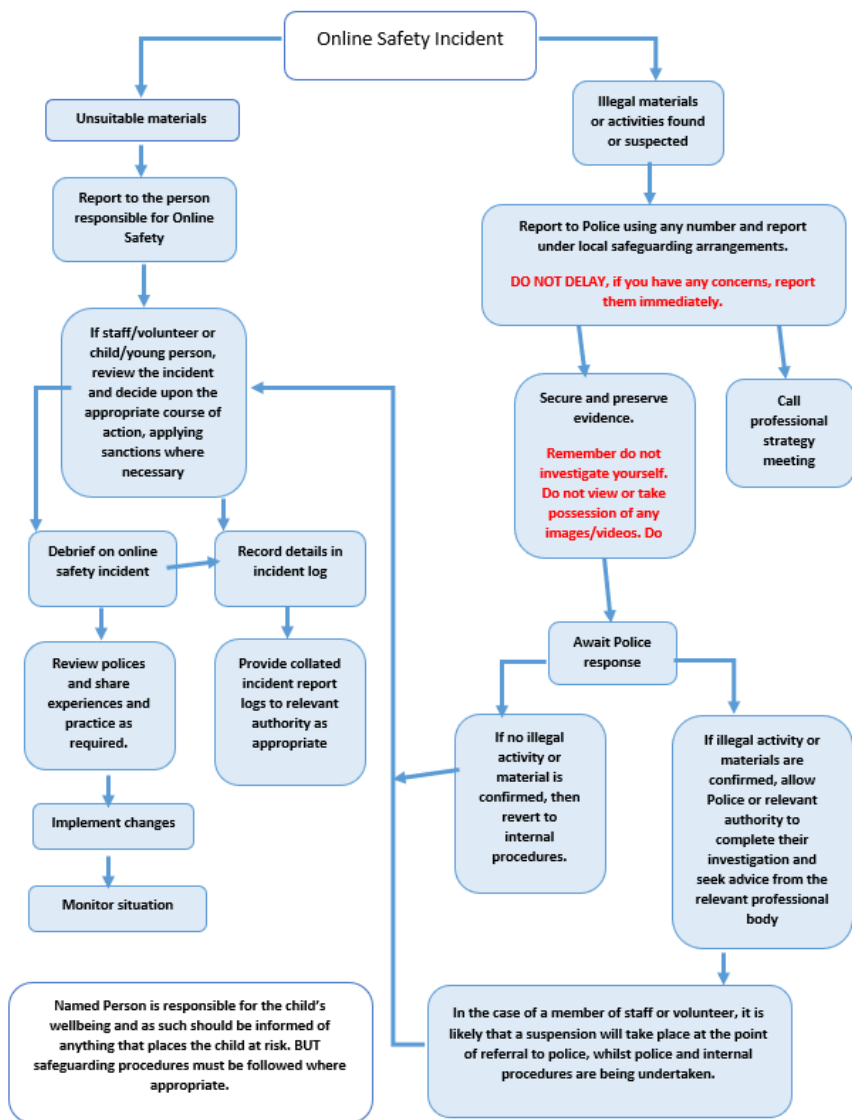 Online Safety Incident
Unsuitable materials
Report to the person
responsible for Online
Safety
If staff/volunteer or
child/young person,
review the incident
and decide upon the
appropriate course of
action, applying
sanctions where
necessary
Debrief on online
safety incident
Record details in
incident log
Review polices
and share
experiences and
practice as
required.
Provide collated
incident report
logs to relevant
authority as
appropriate
Implement changes
Monitor situation
Illegal materials
or activities found
or suspected
Report to Police using any number and report
under local safeguarding arrangements.
DO NOT DELAY, if you have any concerns, report
them immediately.
Secure and preserve
evidence.
Remember do not
investigate yourself.
Do not view or take
possession of any
images/videos. Do
Call
professional
strategy
meeting
Await Police
response
If no illegal
activity or
material is
confirmed, then
revert to
internal
procedures.
If illegal activity or
materials are
confirmed, allow
Police or relevant
authority to
complete their
investigation and
seek advice from the
relevant professional
body
In the case of a member of staff or volunteer, it is
likely that a suspension will take place at the point
of referral to police, whilst police and internal
procedures are being undertaken.
Named Person is responsible for the child's
wellbeing and as such should be informed of
anything that places the child at risk. BUT
safeguarding procedures must be followed where
appropriate.